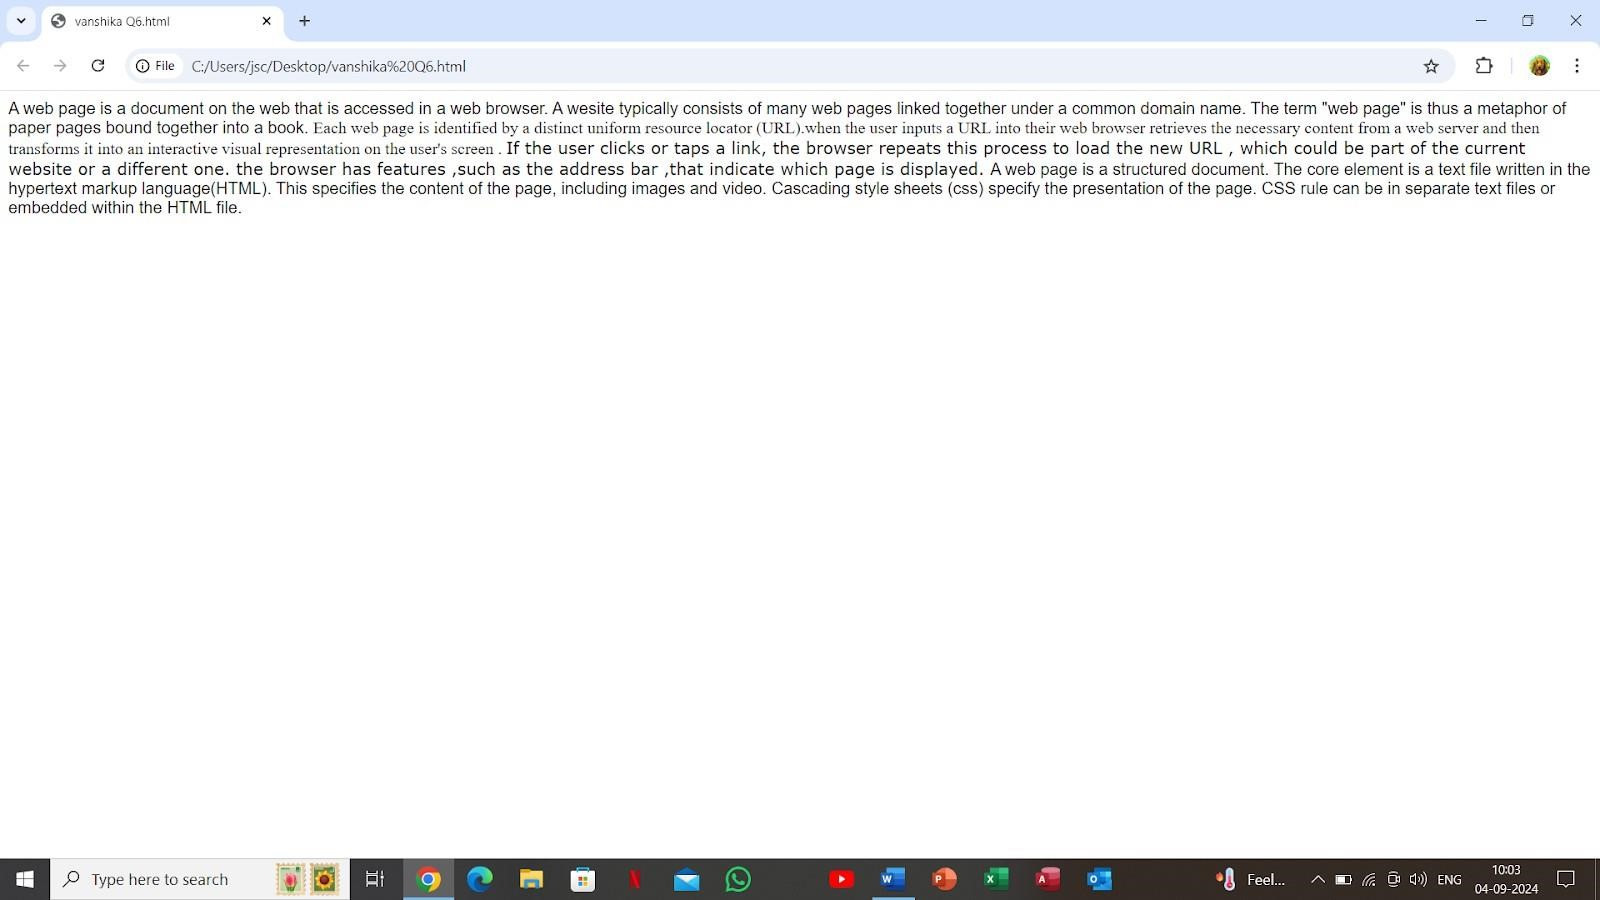 vanshika Q6.html
File
C:/Users/jsc/Desktop/vanshika%20Q6.html
A web page is a document on the web that is accessed in a web browser. A wesite typically consists of many web pages linked together under a common domain name. The term "web page" is thus a metaphor of
paper pages bound together into a book. Each web page is identified by a distinct uniform resource locator (URL).when the user inputs a URL into their web browser retrieves the necessary content from a web server and then
transforms it into an interactive visual representation on the user's screen . If the user clicks or taps a link, the browser repeats this process to load the new URL , which could be part of the current
website or a different one. the browser has features ,such as the address bar ,that indicate which page is displayed. A web page is a structured document. The core element is a text file written in the
hypertext markup language(HTML). This specifies the content of the page, including images and video. Cascading style sheets (css) specify the presentation of the page. CSS rule can be in separate text files or
embedded within the HTML file.
Type here to search
Feel...
ENG
10:03
04-09-2024